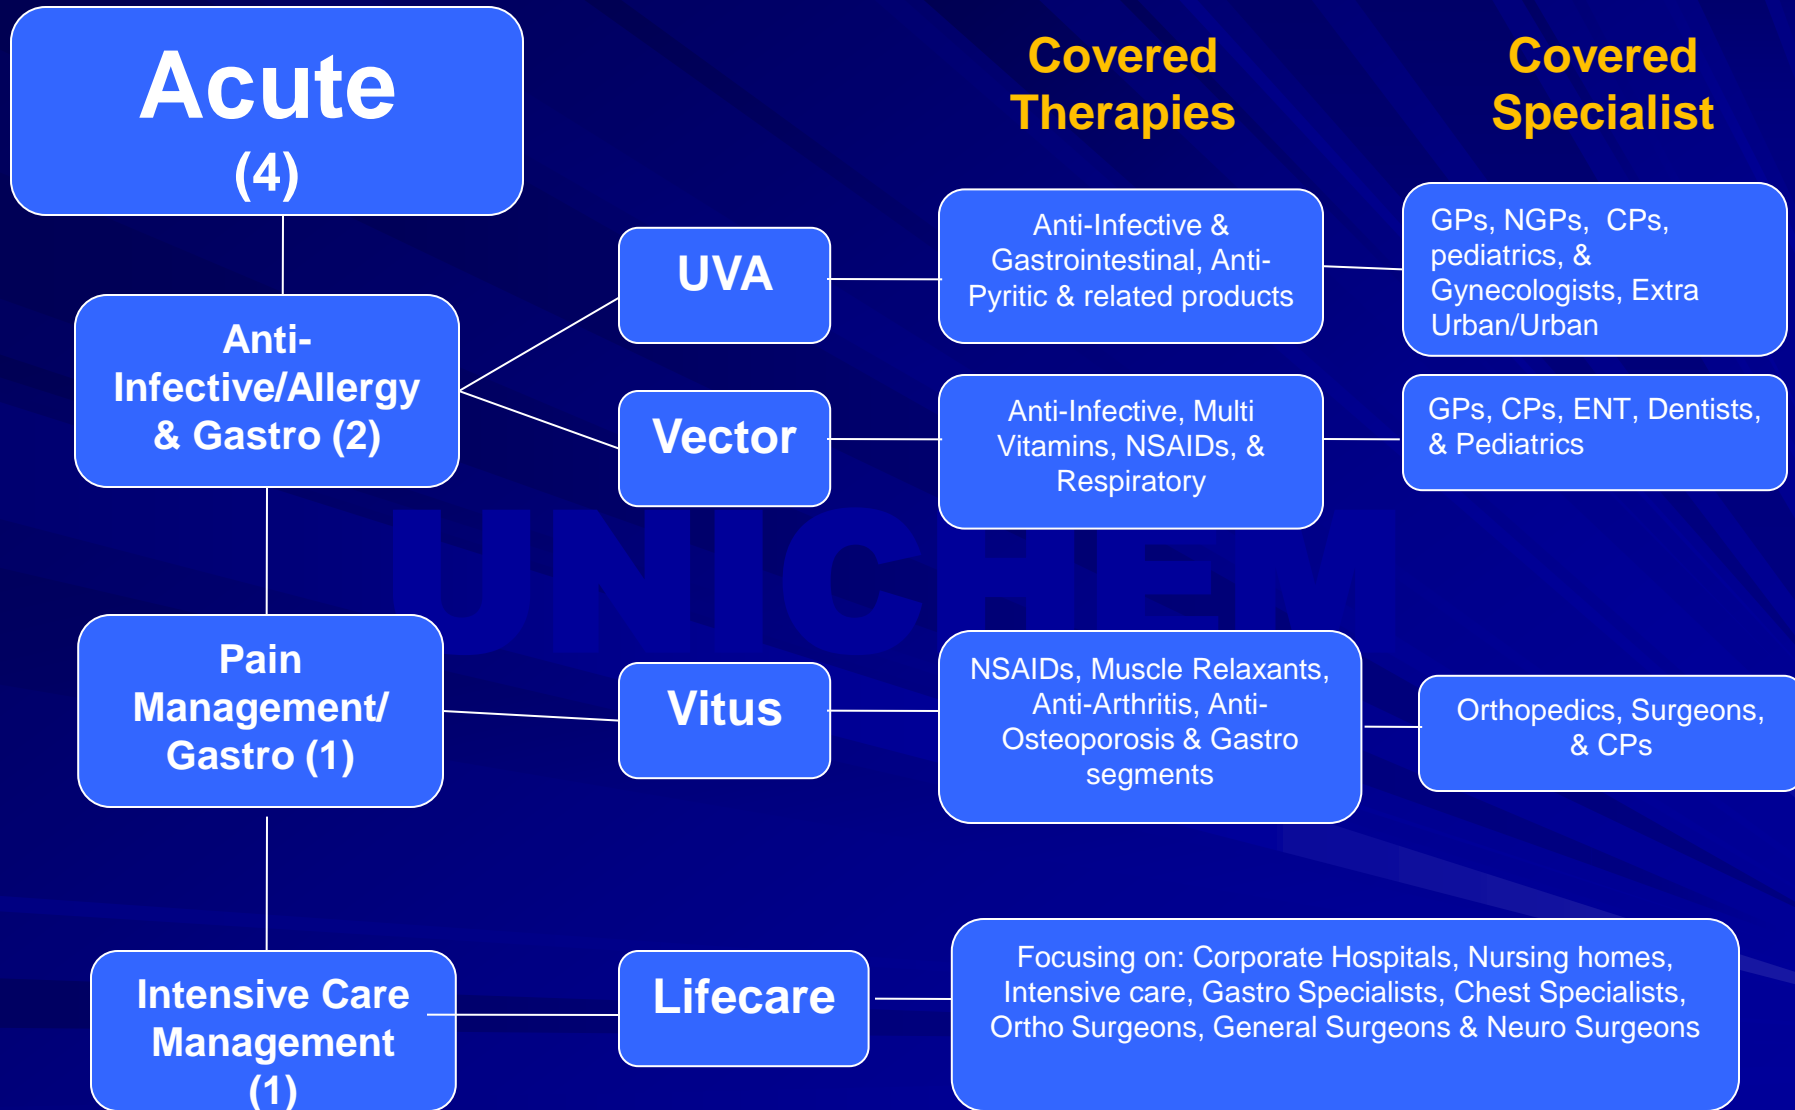 Acute
(4)
Covered
Therapies
Covered
Specialist
Anti-
Infective/Allergy
& Gastro (2)
UVA
Anti-Infective &
Gastrointestinal, Anti-
Pyritic & related products
GPs, NGPs, CPs,
pediatrics, &
Gynecologists, Extra
Urban/Urban
Vector
Anti-Infective, Multi
Vitamins, NSAIDs, &
Respiratory
GPs, CPs, ENT, Dentists,
& Pediatrics
UNICHEM
Pain
Management/
Gastro (1)
Vitus
NSAIDs, Muscle Relaxants,
Anti-Arthritis, Anti-
Osteoporosis & Gastro
segments
Orthopedics, Surgeons,
& CPs
Intensive Care
Management
(1)
Lifecare
Focusing on: Corporate Hospitals, Nursing homes,
Intensive care, Gastro Specialists, Chest Specialists,
Ortho Surgeons, General Surgeons & Neuro Surgeons